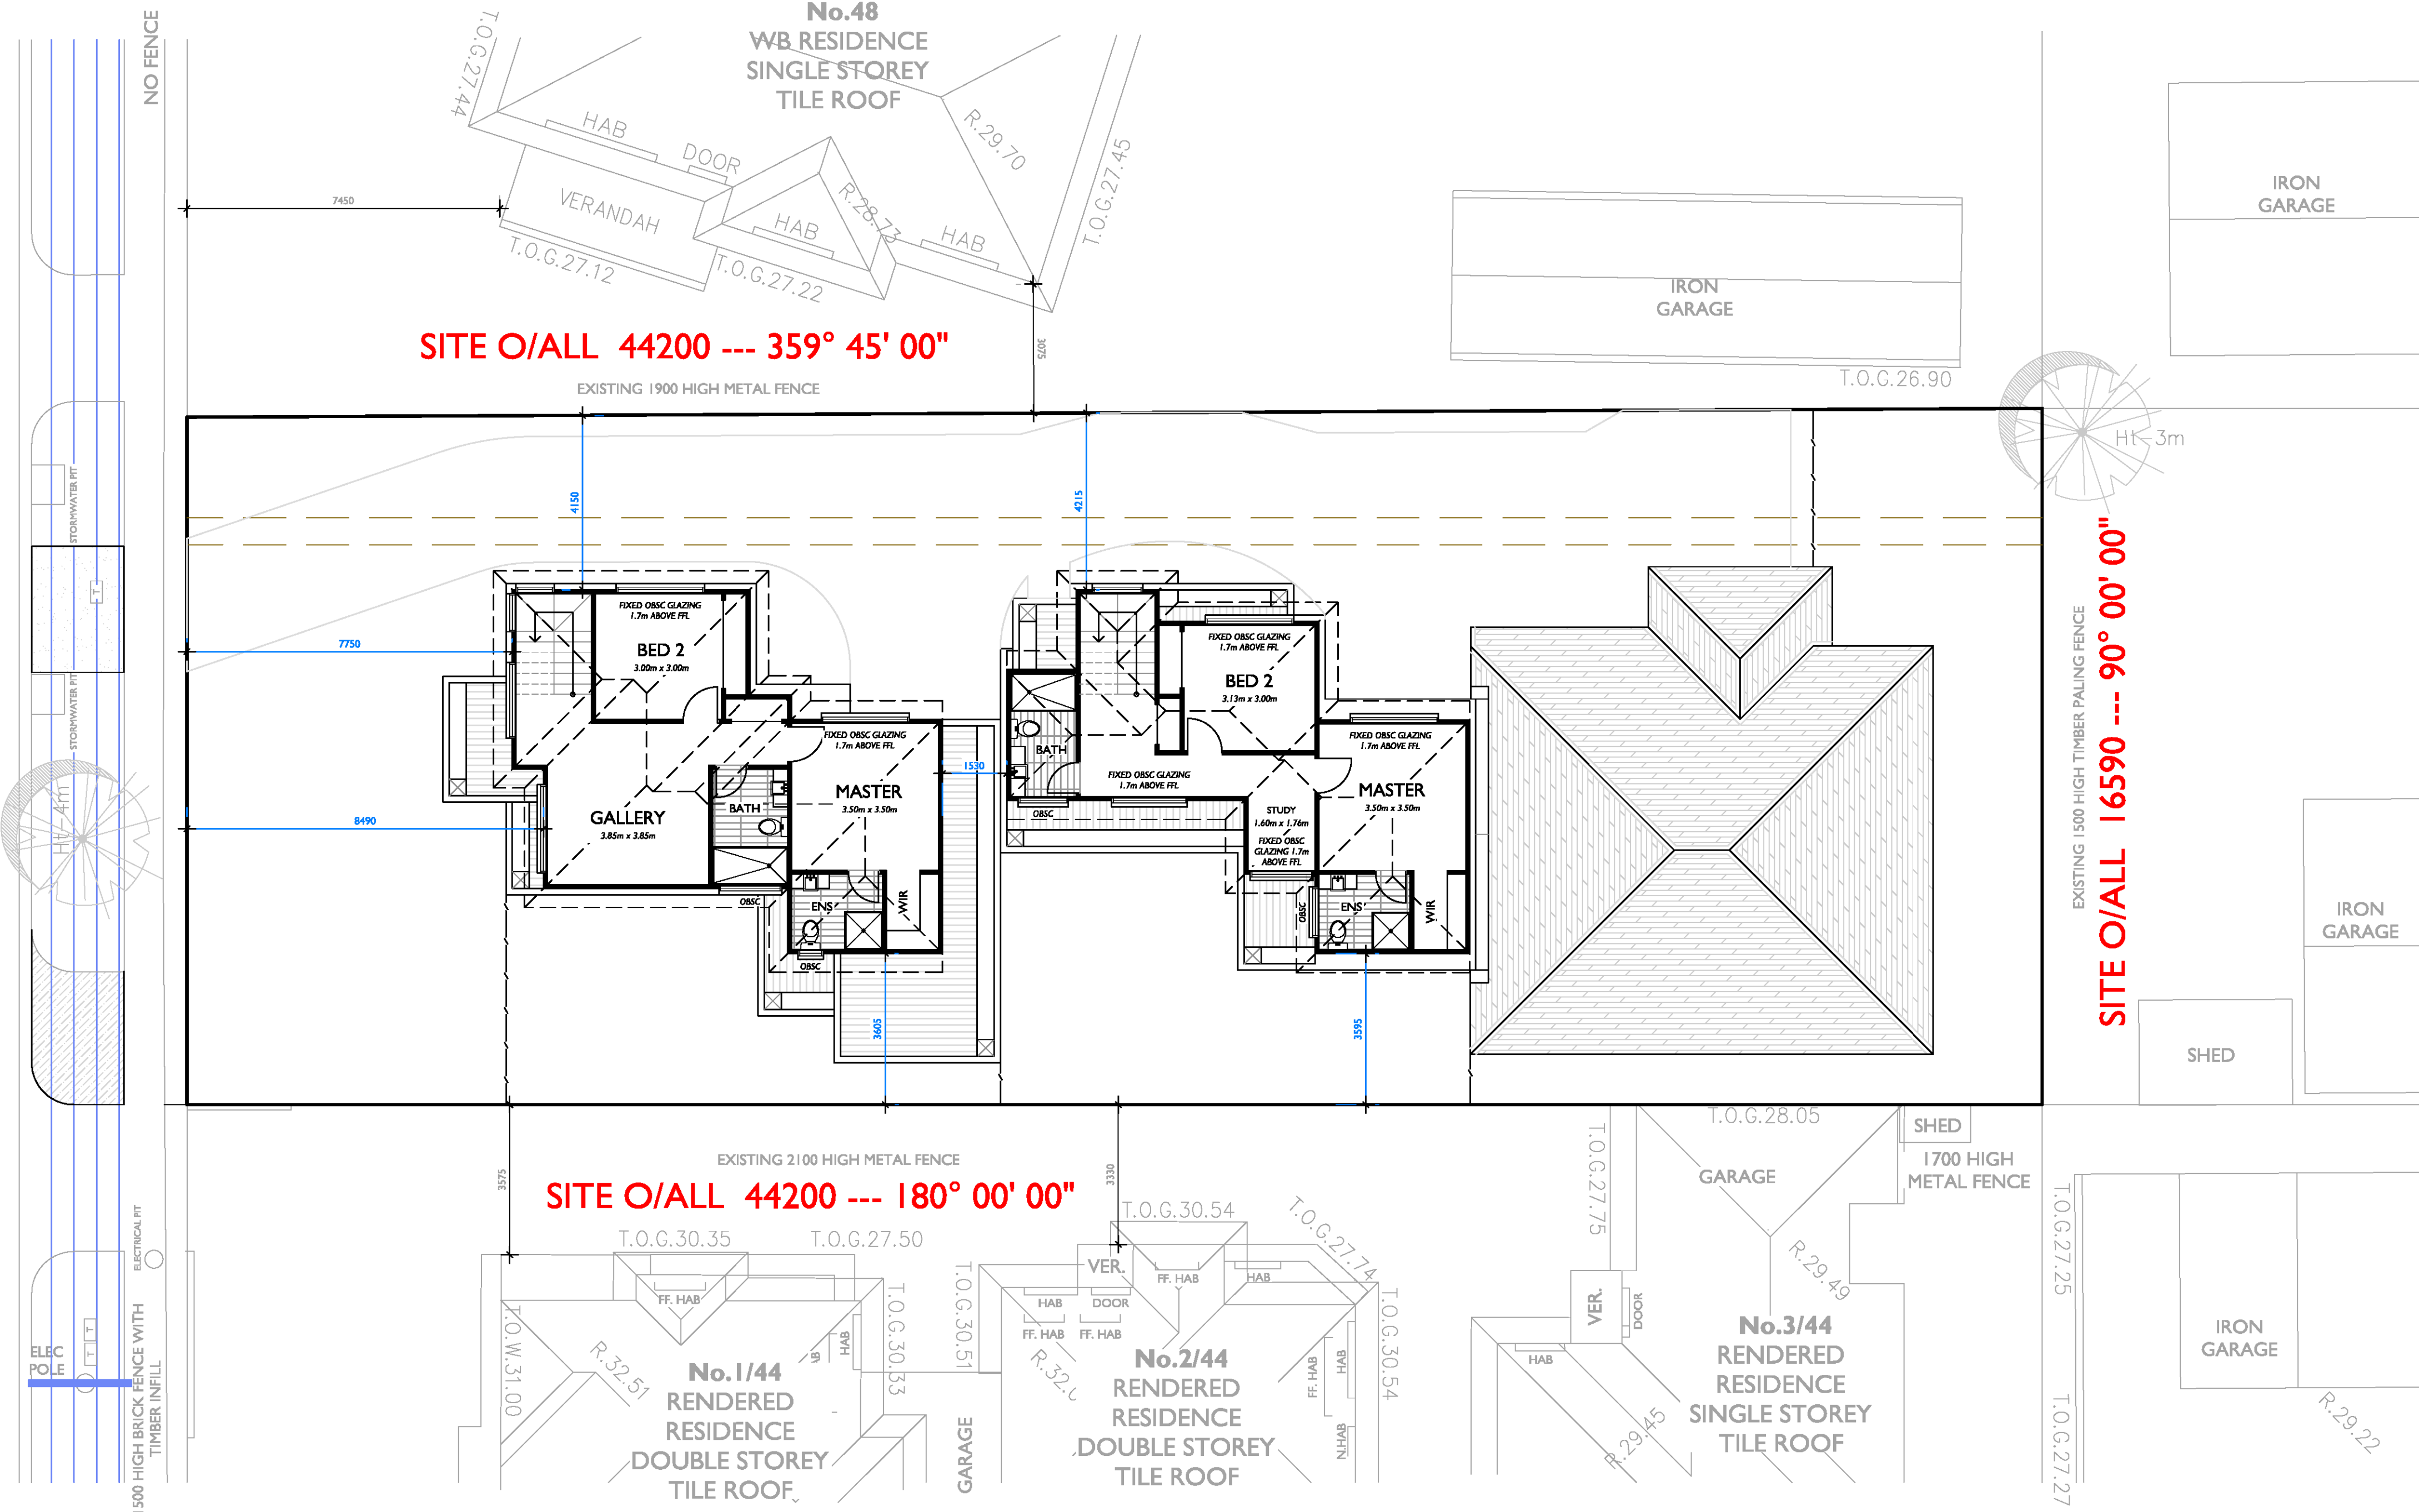 No.48
WB RESIDENCE
SINGLE STOREY
TILE ROOF
NO FENCE
T.O.G.27.44
HAB
DOOR
VERANDAH
T.O.G.27.12
HAB
T.O.G.27.22
R.28.73
HAB
R.29.70
T.O.G.27.45
7450
3075
IRON
GARAGE
T.O.G.26.90
IRON
GARAGE
SITE O/ALL 44200 --- 359° 45' 00"
EXISTING 1900 HIGH METAL FENCE
Ht-3m
STORMWATER PIT
T
STORMWATER PIT
Ht-4m
4150
4215
7750
8490
1530
3605
3595
FIXED OBSC GLAZING
1.7m ABOVE FFL
BED 2
3.00m x 3.00m
FIXED OBSC GLAZING
1.7m ABOVE FFL
MASTER
3.50m x 3.50m
GALLERY
3.85m x 3.85m
BATH
OBSC
ENS
WIR
OBSC
FIXED OBSC GLAZING
1.7m ABOVE FFL
BED 2
3.13m x 3.00m
BATH
FIXED OBSC GLAZING
1.7m ABOVE FFL
OBSC
STUDY
1.60m x 1.76m
FIXED OBSC
GLAZING 1.7m
ABOVE FFL
FIXED OBSC GLAZING
1.7m ABOVE FFL
MASTER
3.50m x 3.50m
OBSC
ENS
WIR
EXISTING 1500 HIGH TIMBER PALING FENCE
SITE O/ALL 16590 --- 90° 00' 00"
IRON
GARAGE
SHED
EXISTING 2100 HIGH METAL FENCE
SITE O/ALL 44200 --- 180° 00' 00"
3575
3330
ELECTRICAL PIT
T
T
ELEC
POLE
1500 HIGH BRICK FENCE WITH
TIMBER INFILL
T.O.G.30.35
T.O.G.27.50
FF. HAB
T.O.W.31.00
R.32.51
HAB
T.O.G.30.33
No.1/44
RENDERED
RESIDENCE
DOUBLE STOREY
TILE ROOF
GARAGE
T.O.G.30.51
T.O.G.30.54
T.O.G.27.74
VER.
FF. HAB
HAB
HAB
DOOR
FF. HAB
FF. HAB
No.2/44
RENDERED
RESIDENCE
DOUBLE STOREY
TILE ROOF
FF. HAB
HAB
N.HAB
T.O.G.30.54
T.O.G.28.05
T.O.G.27.75
GARAGE
SHED
1700 HIGH
METAL FENCE
R.29.49
VER.
DOOR
HAB
No.3/44
RENDERED
RESIDENCE
SINGLE STOREY
TILE ROOF
R.29.45
T.O.G.27.25
T.O.G.27.27
IRON
GARAGE
R.29.22